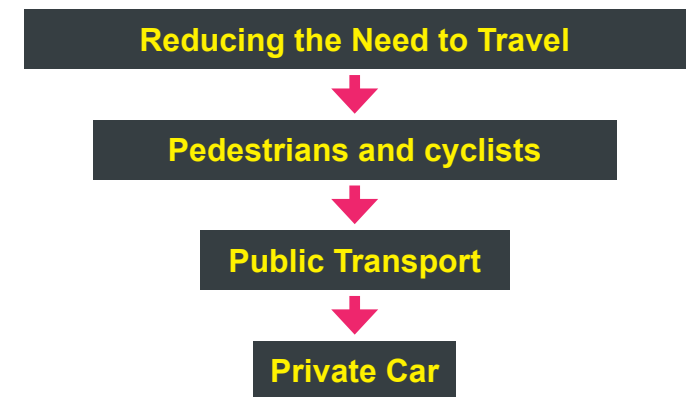 Reducing the Need to Travel
Pedestrians and cyclists
Public Transport
Private Car